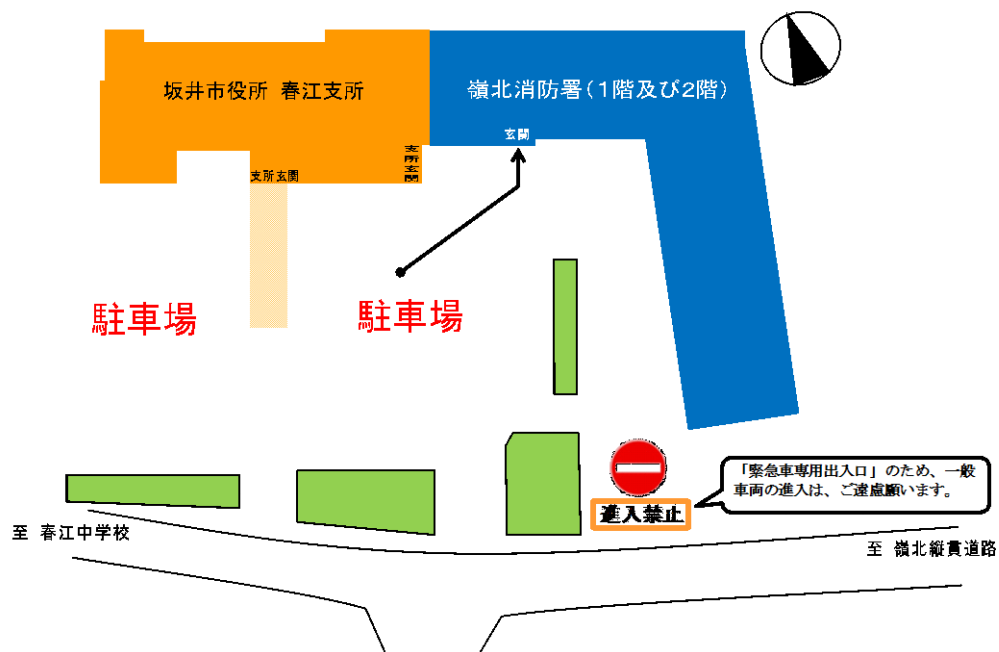 坂井市役所 春江支所
嶺北消防署（1階及び2階）
玄関
支所玄関
支所玄関
駐車場
駐車場
「緊急車専用出入口」のため、一般
車両の進入は、ご遠慮願います。
進入禁止
至 春江中学校
至 嶺北縦貫道路